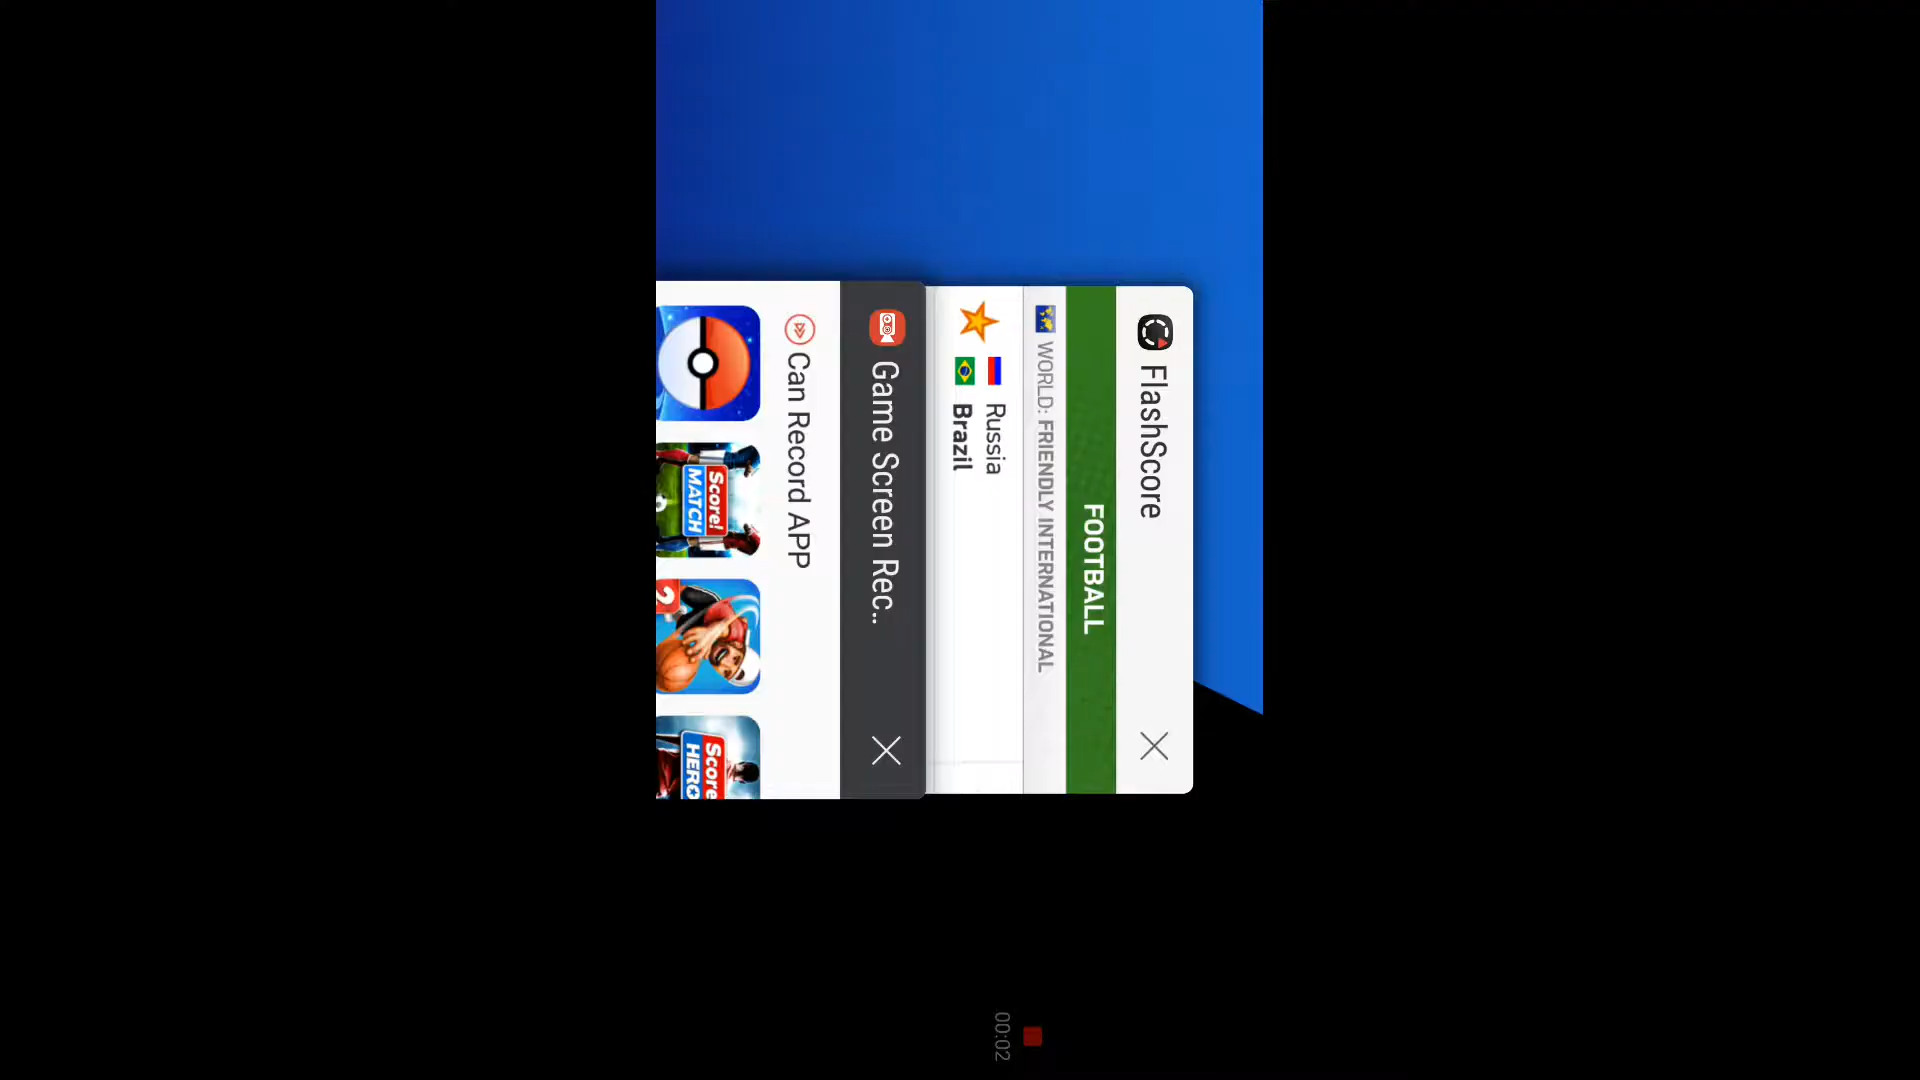 FlashScore
FOOTBALL
WORLD: FRIENDLY INTERNATIONAL
Russia
Brazil
Game Screen Rec..
Can Record APP
Score!
MATCH
2
Score
HERO
00:02